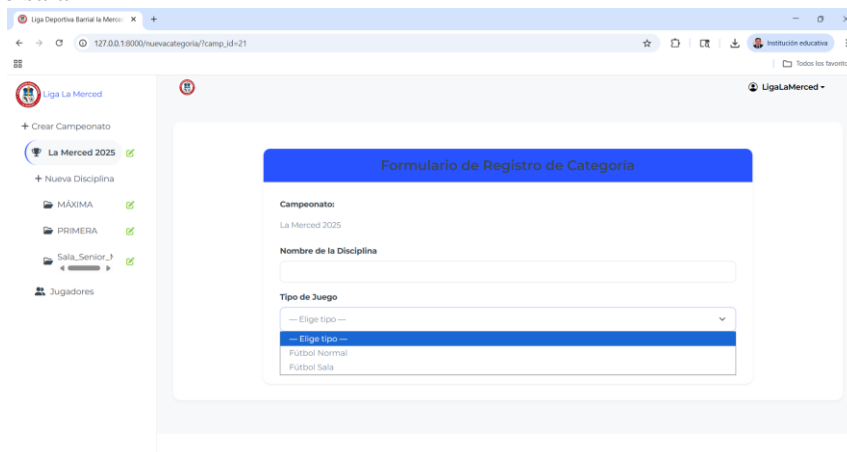 Liga Deportiva Barrial la Merced
127.0.0.1:8000/nuevacategoria/?camp_id=21
Institución educativa
Todos los favorito
Liga La Merced
LigaLaMerced
+ Crear Campeonato
La Merced 2025
+ Nueva Disciplina
MÁXIMA
PRIMERA
Sala_Senior_
Jugadores
Formulario de Registro de Categoría
Campeonato:
La Merced 2025
Nombre de la Disciplina
Tipo de Juego
— Elige tipo —
— Elige tipo —
Fútbol Normal
Fútbol Sala